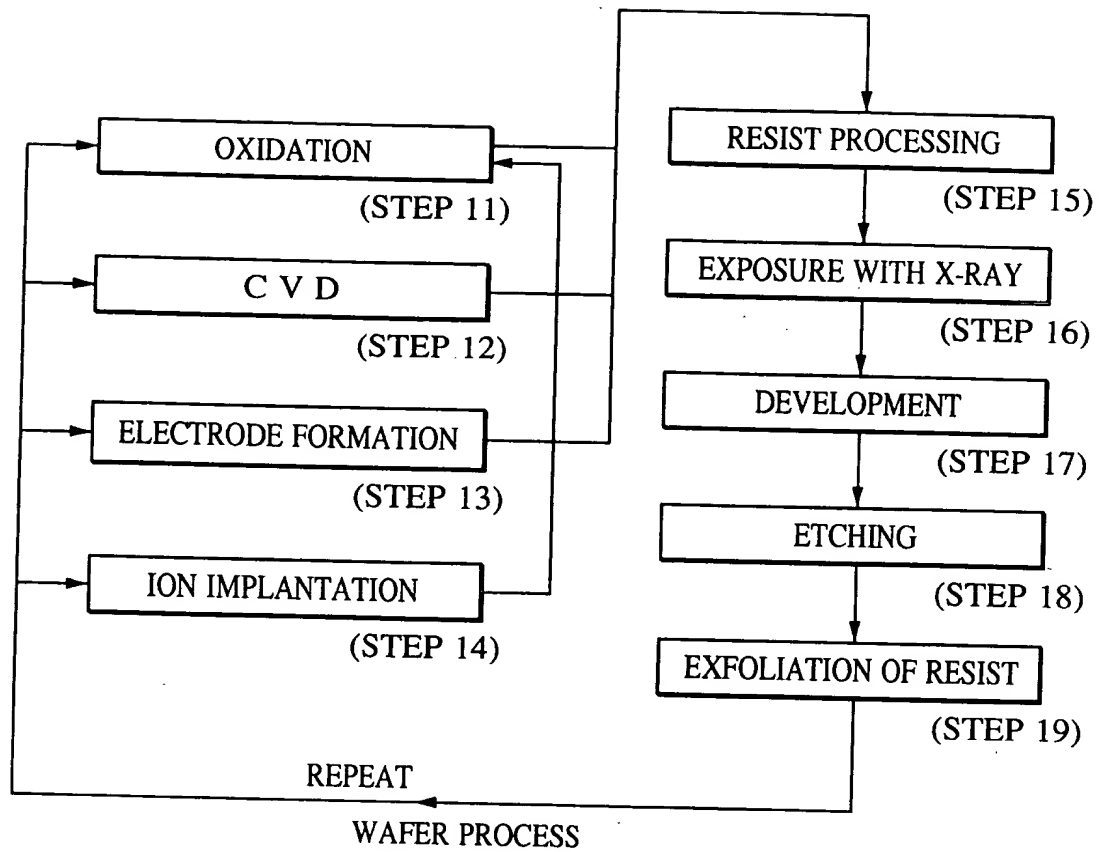 OXIDATION
(STEP 11)
C V D
(STEP 12)
ELECTRODE FORMATION
(STEP 13)
ION IMPLANTATION
(STEP 14)
RESIST PROCESSING
(STEP 15)
EXPOSURE WITH X-RAY
(STEP 16)
DEVELOPMENT
(STEP 17)
ETCHING
(STEP 18)
EXFOLIATION OF RESIST
(STEP 19)
REPEAT
WAFER PROCESS